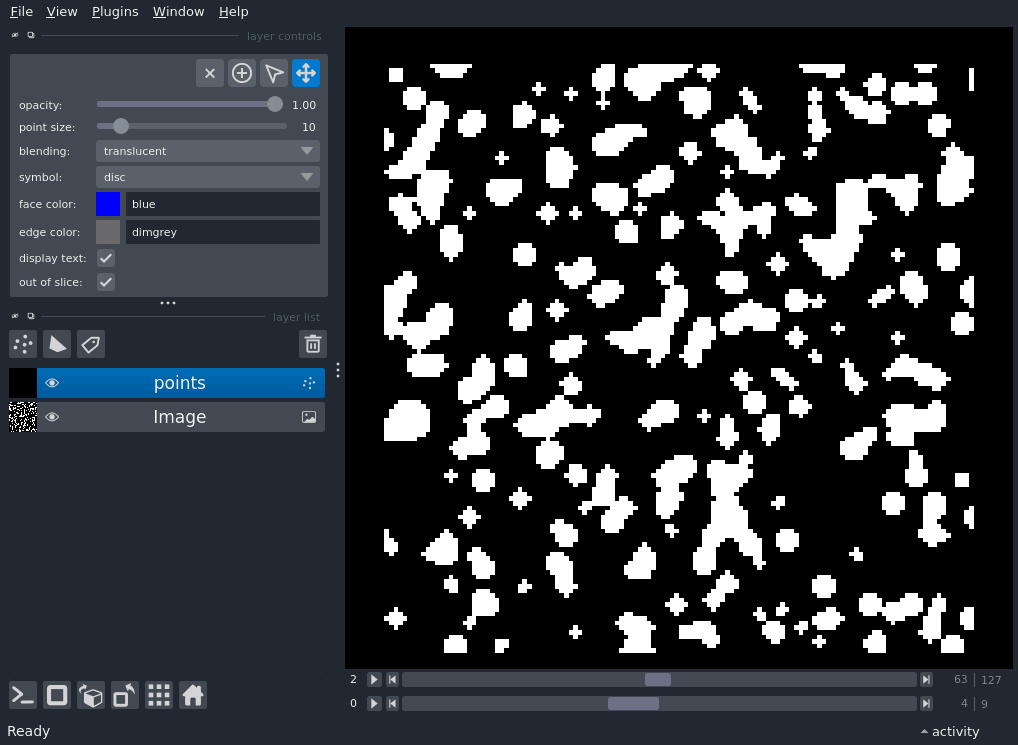 File View Plugins Window Help
layer controls
opacity: 1.00
point size: 10
blending: translucent
symbol: disc
face color: blue
edge color: dimgrey
display text:
out of slice:
layer list
points
Image
2 63 127
0 4 9
Ready activity